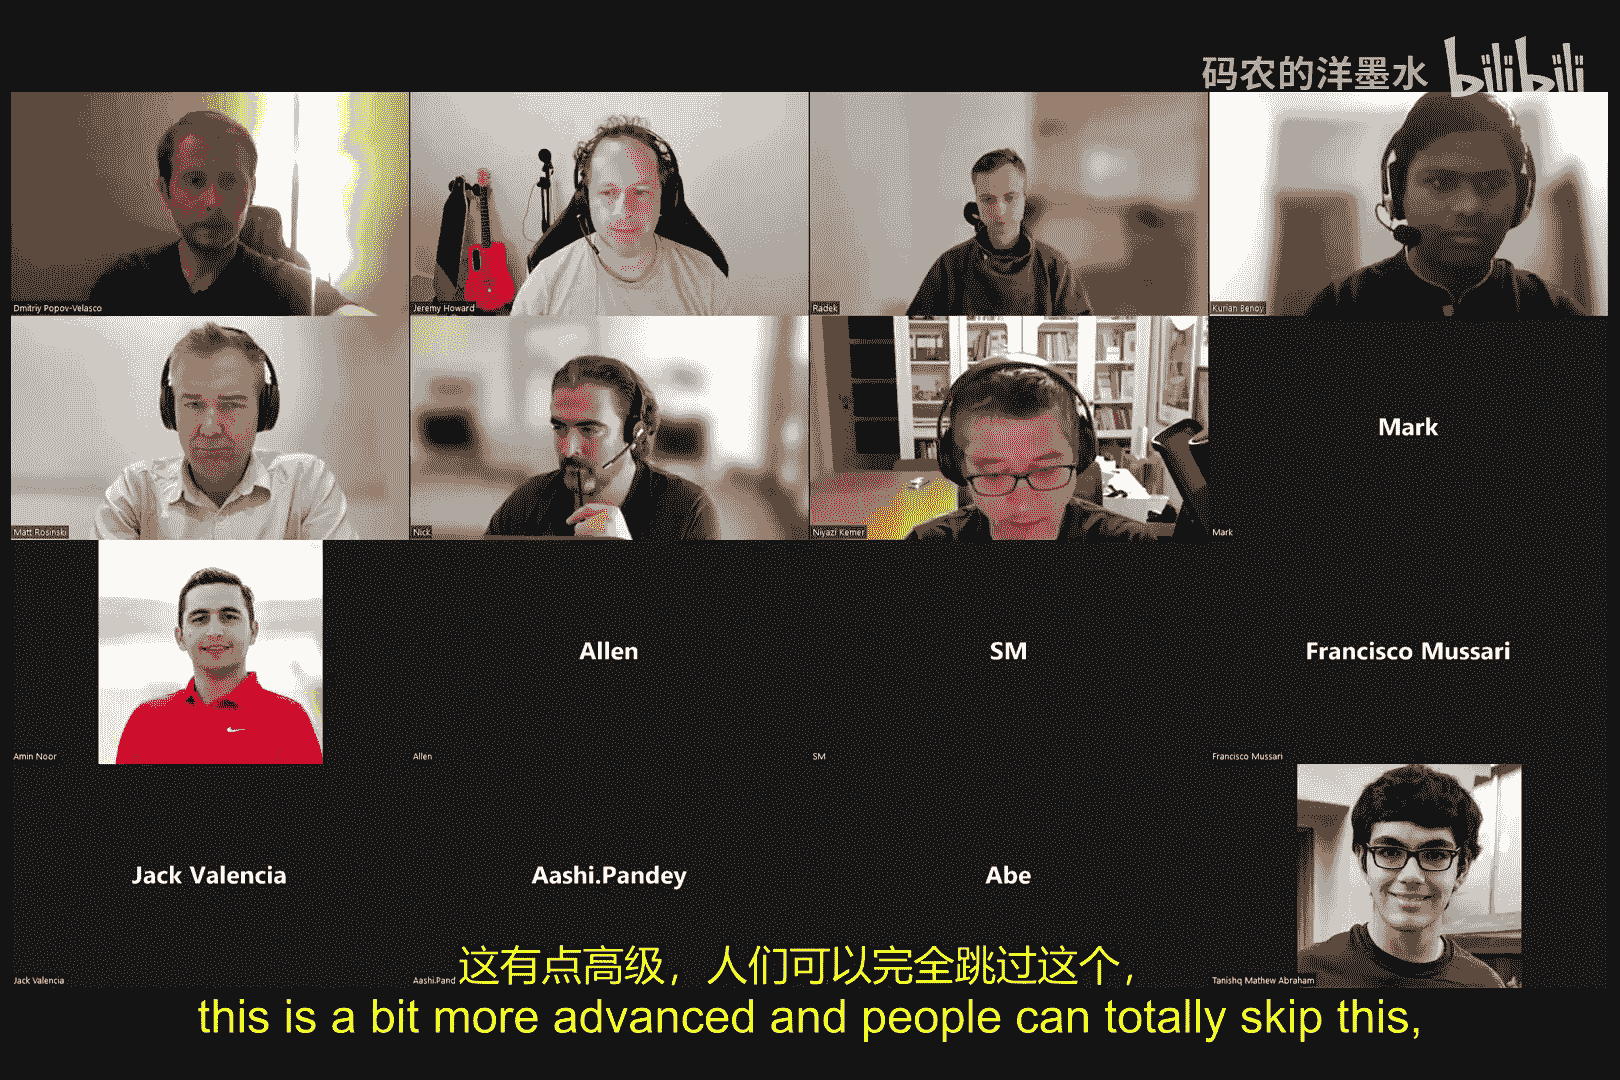 码农的洋墨水 bilibili
Dmitriy Popov-Velasco
Jeremy Howard
Radek
Kurian Benoy
Matt Rosinski
Nick
Niyazi Kemer
Mark
Mark
Amin Noor
Allen
Allen
SM
SM
Francisco Mussari
Francisco Mussari
Jack Valencia
Jack Valencia
Aashi.Pandey
Aashi.Pand
Abe
Tanishq Mathew Abraham
这有点高级，人们可以完全跳过这个，
this is a bit more advanced and people can totally skip this,